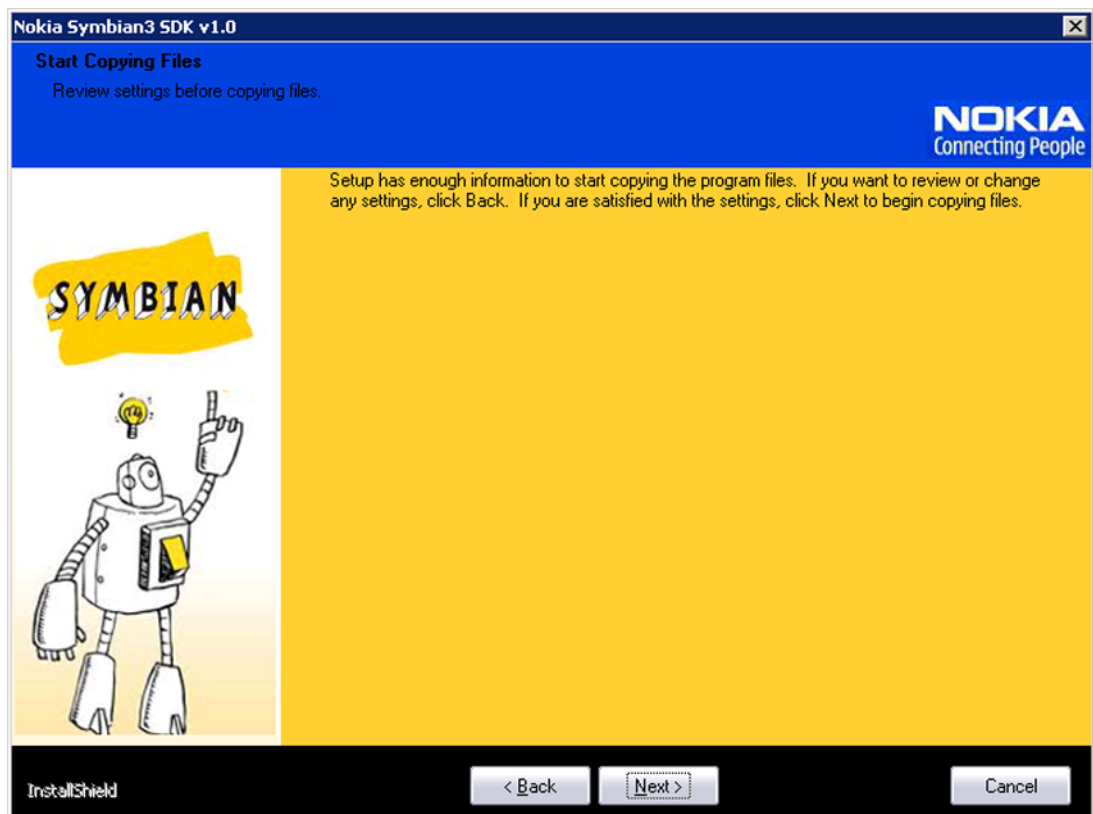 Nokia Symbian3 SDK v1.0
Start Copying Files
Review settings before copying files.
NOKIA
Connecting People
Setup has enough information to start copying the program files. If you want to review or change
any settings, click Back. If you are satisfied with the settings, click Next to begin copying files.
SYMBIAN
InstallShield
< Back
Next >
Cancel